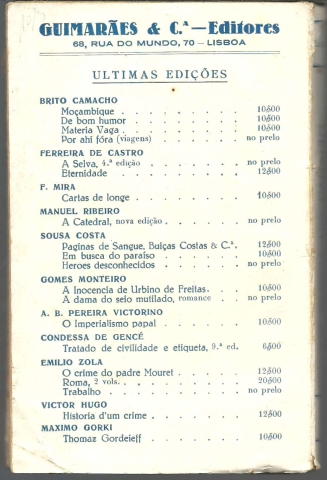 GUIMARÃES & C.ª—Editores
68, RUA DO MUNDO, 70 — LISBOA
ULTIMAS EDIÇÕES
BRITO CAMACHO
Moçambique . . . . . . . . 10$00
De bom humor . . . . . . . 10$00
Materia Vaga . . . . . . . . 10$00
Por ahí fóra (viagens) . . . . . . no prelo
FERREIRA DE CASTRO
A Selva, 4.ª edição . . . . . . no prelo
Eternidade . . . . . . . . 12$00
F. MIRA
Cartas de longe . . . . . . . 10$00
MANUEL RIBEIRO
A Catedral, nova edição . . . . . no prelo
SOUSA COSTA
Paginas de Sangue, Buiças Costas & C.ª. 12$00
Em busca do paraiso . . . . . 10$00
Heroes desconhecidos . . . . . no prelo
GOMES MONTEIRO
A Inocencia de Urbino de Freitas. . . 10$00
A dama do seio mutilado, romance . . no prelo
A. B. PEREIRA VICTORINO
O Imperialismo papal . . . . . 10$00
CONDESSA DE GENCÉ
Tratado de civilidade e etiqueta, 9.ª ed. 6$00
EMILIO ZOLA
O crime do padre Mouret . . . . 12$00
Roma, 2 vols. . . . . . . . 20$00
Trabalho . . . . . . . . no prelo
VICTOR HUGO
Historia d'um crime . . . . . . 12$00
MAXIMO GORKI
Thomaz Gordeieff . . . . . . 10$00